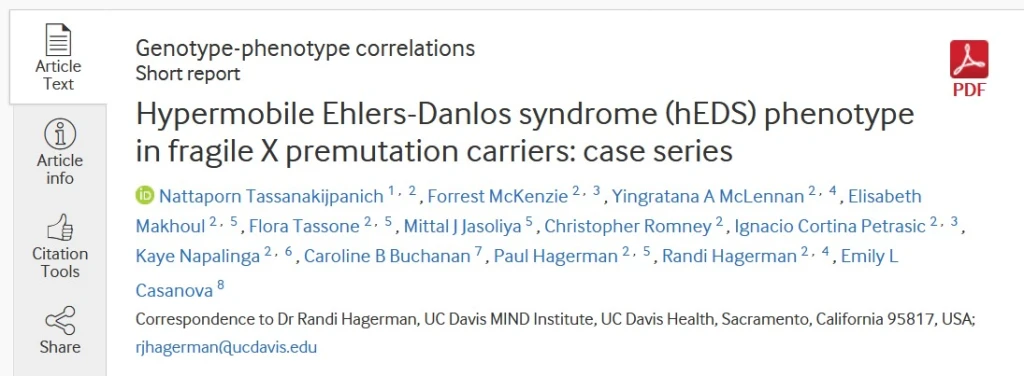 Article
Text
Article
info
Citation
Tools
Share
Genotype-phenotype correlations
Short report
PDF
Hypermobile Ehlers-Danlos syndrome (hEDS) phenotype
in fragile X premutation carriers: case series
iD Nattaporn Tassanakijpanich 1, 2, Forrest McKenzie 2, 3, Yingratana A McLennan 2, 4, Elisabeth
Makhoul 2, 5, Flora Tassone 2, 5, Mittal J Jasoliya 5, Christopher Romney 2, Ignacio Cortina Petrasic 2, 3,
Kaye Napalinga 2, 6, Caroline B Buchanan 7, Paul Hagerman 2, 5, Randi Hagerman 2, 4, Emily L
Casanova 8
Correspondence to Dr Randi Hagerman, UC Davis MIND Institute, UC Davis Health, Sacramento, California 95817, USA;
rjhagerman@ucdavis.edu